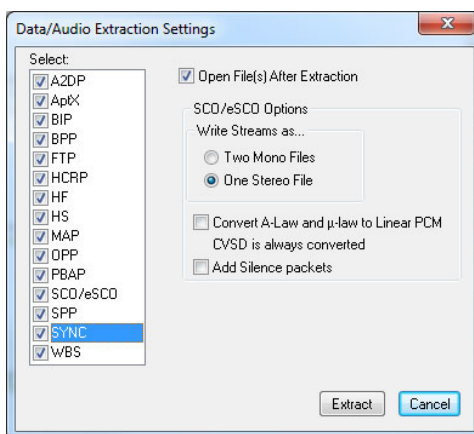 Data/Audio Extraction Settings
Select:
A2DP
AptX
BIP
BPP
FTP
HCRP
HF
HS
MAP
OPP
PBAP
SCO/eSCO
SPP
SYNC
WBS
Open File(s) After Extraction
SCO/eSCO Options
Write Streams as...
Two Mono Files
One Stereo File
Convert A-Law and µ-law to Linear PCM
CVSD is always converted
Add Silence packets
Extract
Cancel